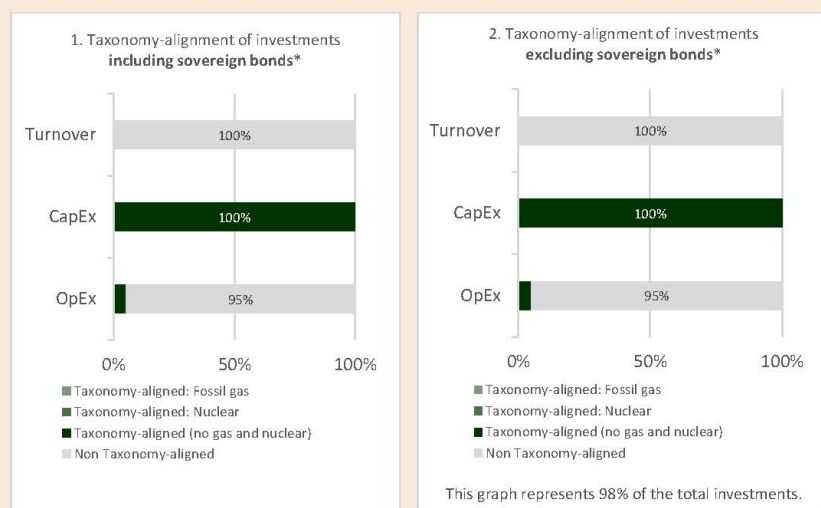 1. Taxonomy-alignment of investments
including sovereign bonds*
Turnover
100%
CapEx
100%
OpEx
95%
0%
50%
100%
Taxonomy-aligned: Fossil gas
Taxonomy-aligned: Nuclear
Taxonomy-aligned (no gas and nuclear)
Non Taxonomy-aligned
2. Taxonomy-alignment of investments
excluding sovereign bonds*
Turnover
100%
CapEx
100%
OpEx
95%
0%
50%
100%
Taxonomy-aligned: Fossil gas
Taxonomy-aligned: Nuclear
Taxonomy-aligned (no gas and nuclear)
Non Taxonomy-aligned
This graph represents 98% of the total investments.